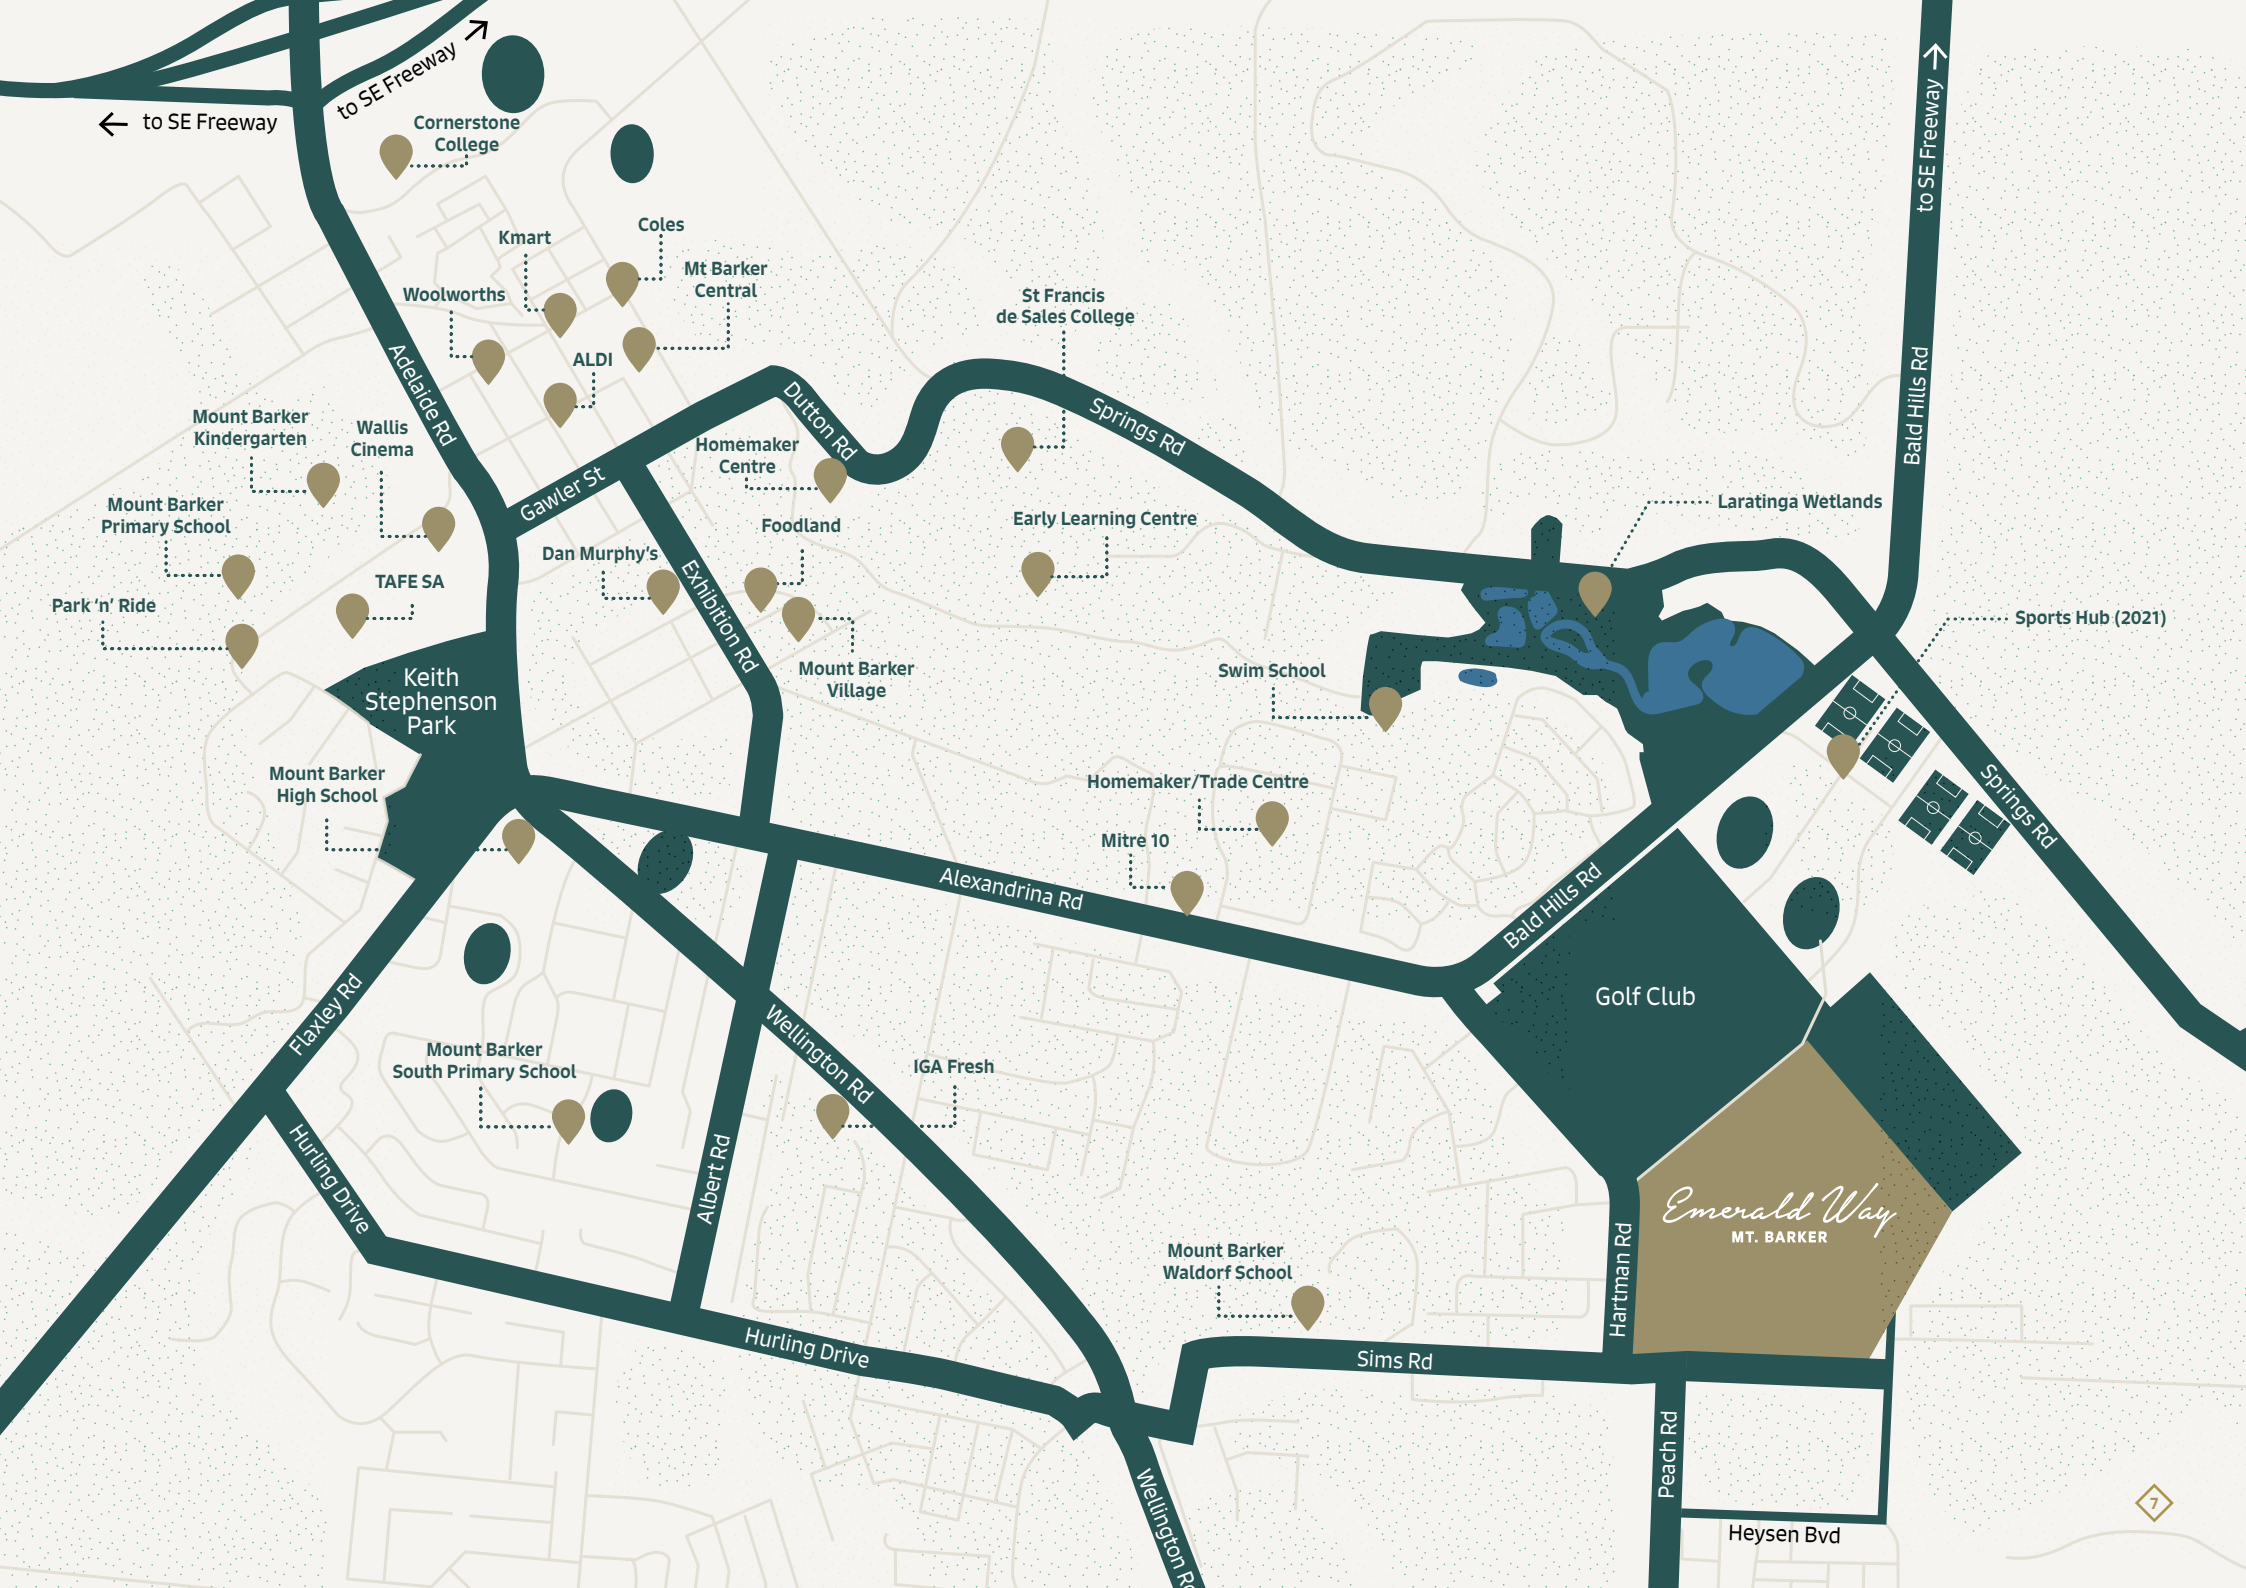 to SE Freeway
to SE Freeway
to SE Freeway
Cornerstone
College
Coles
Kmart
Mt Barker
Central
Woolworths
St Francis
de Sales College
ALDI
Adelaide Rd
Dutton Rd
Springs Rd
Bald Hills Rd
Mount Barker
Kindergarten
Wallis
Cinema
Homemaker
Centre
Gawler St
Laratinga Wetlands
Mount Barker
Primary School
Foodland
Early Learning Centre
Dan Murphy's
TAFE SA
Park 'n' Ride
Exhibition Rd
Sports Hub (2021)
Keith
Stephenson
Park
Mount Barker
Village
Swim School
Mount Barker
High School
Homemaker/Trade Centre
Mitre 10
Springs Rd
Alexandrina Rd
Bald Hills Rd
Golf Club
Flaxley Rd
Wellington Rd
Mount Barker
South Primary School
IGA Fresh
Hurling Drive
Albert Rd
Emerald Way
MT. BARKER
Mount Barker
Waldorf School
Hartman Rd
Hurling Drive
Sims Rd
Peach Rd
Wellington Rd
Heysen Bvd
7